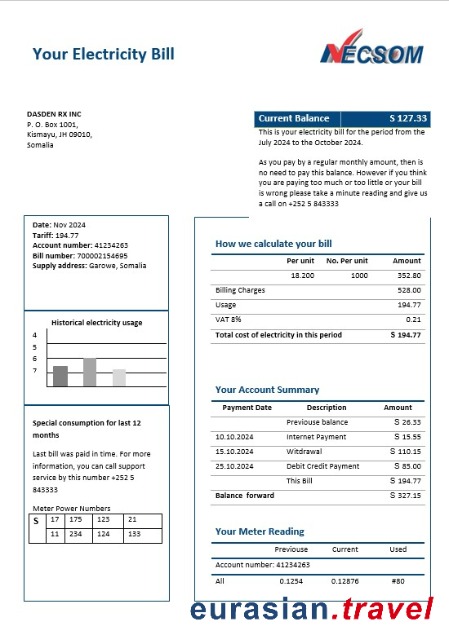 Your Electricity Bill
NECSOM
DASDEN RX INC
P. O. Box 1001,
Kismayu, JH 09010,
Somalia
Current Balance S 127.33
This is your electricity bill for the period from the
July 2024 to the October 2024.
As you pay by a regular monthly amount, then is
no need to pay this balance. However if you think
you are paying too much or too little or your bill
is wrong please take a minute reading and give us
a call on +252 5 843333
Date: Nov 2024
Tariff: 194.77
Account number: 41234263
Bill number: 700002154695
Supply address: Garowe, Somalia
Historical electricity usage
4
5
6
7
Special consumption for last 12
months
Last bill was paid in time. For more
information, you can call support
service by this number +252 5
843333
Meter Power Numbers
S 17 175 123 21
11 234 124 133
How we calculate your bill
Per unit No. Per unit Amount
18.200 1000 352.80
Billing Charges 528.00
Usage 194.77
VAT 8% 0.21
Total cost of electricity in this period S 194.77
Your Account Summary
Payment Date Description Amount
Previouse balance S 26.33
10.10.2024 Internet Payment S 15.55
15.10.2024 Witdrawal S 110.15
25.10.2024 Debit Credit Payment S 85.00
This Bill S 194.77
Balance forward S 327.15
Your Meter Reading
Previouse Current Used
Account number: 41234263
All 0.1254 0.12876 #80
eurasian.travel